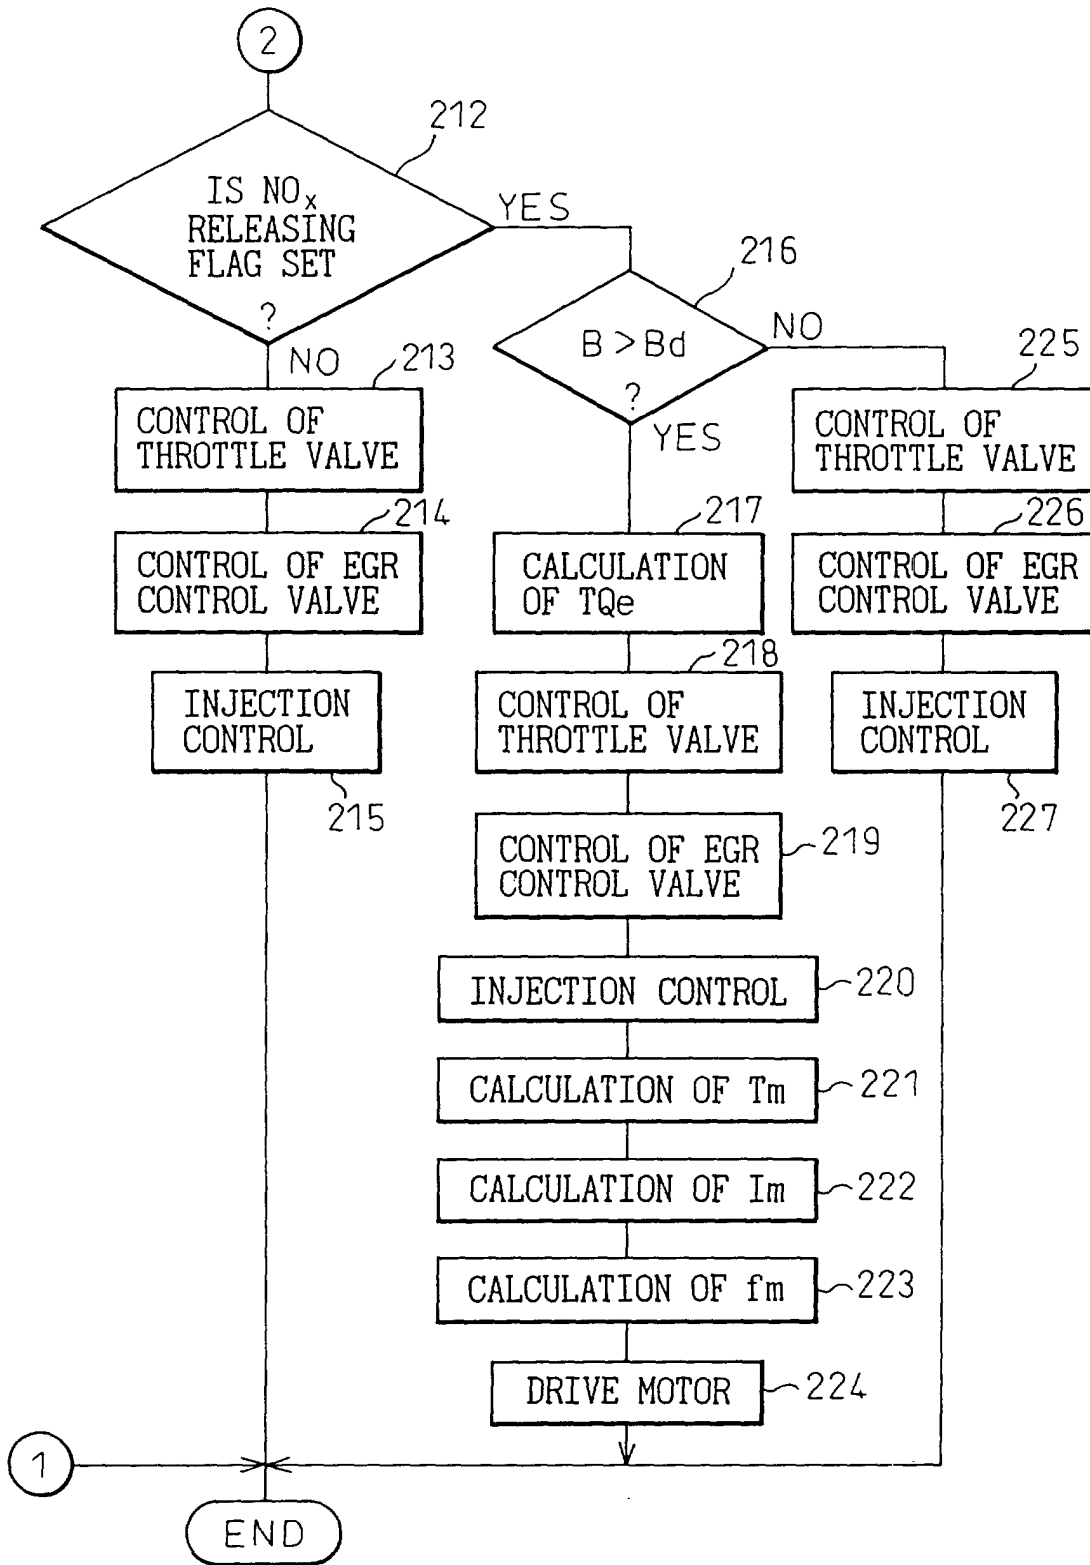 2
212
IS NOx
RELEASING
FLAG SET
?
YES
NO
216
B > Bd
?
NO
YES
213
CONTROL OF
THROTTLE VALVE
214
CONTROL OF EGR
CONTROL VALVE
INJECTION
CONTROL
215
217
CALCULATION
OF TQe
218
CONTROL OF
THROTTLE VALVE
CONTROL OF EGR
CONTROL VALVE
219
INJECTION CONTROL
220
CALCULATION OF Tm
221
CALCULATION OF Im
222
CALCULATION OF fm
223
DRIVE MOTOR
224
225
CONTROL OF
THROTTLE VALVE
226
CONTROL OF EGR
CONTROL VALVE
INJECTION
CONTROL
227
1
END